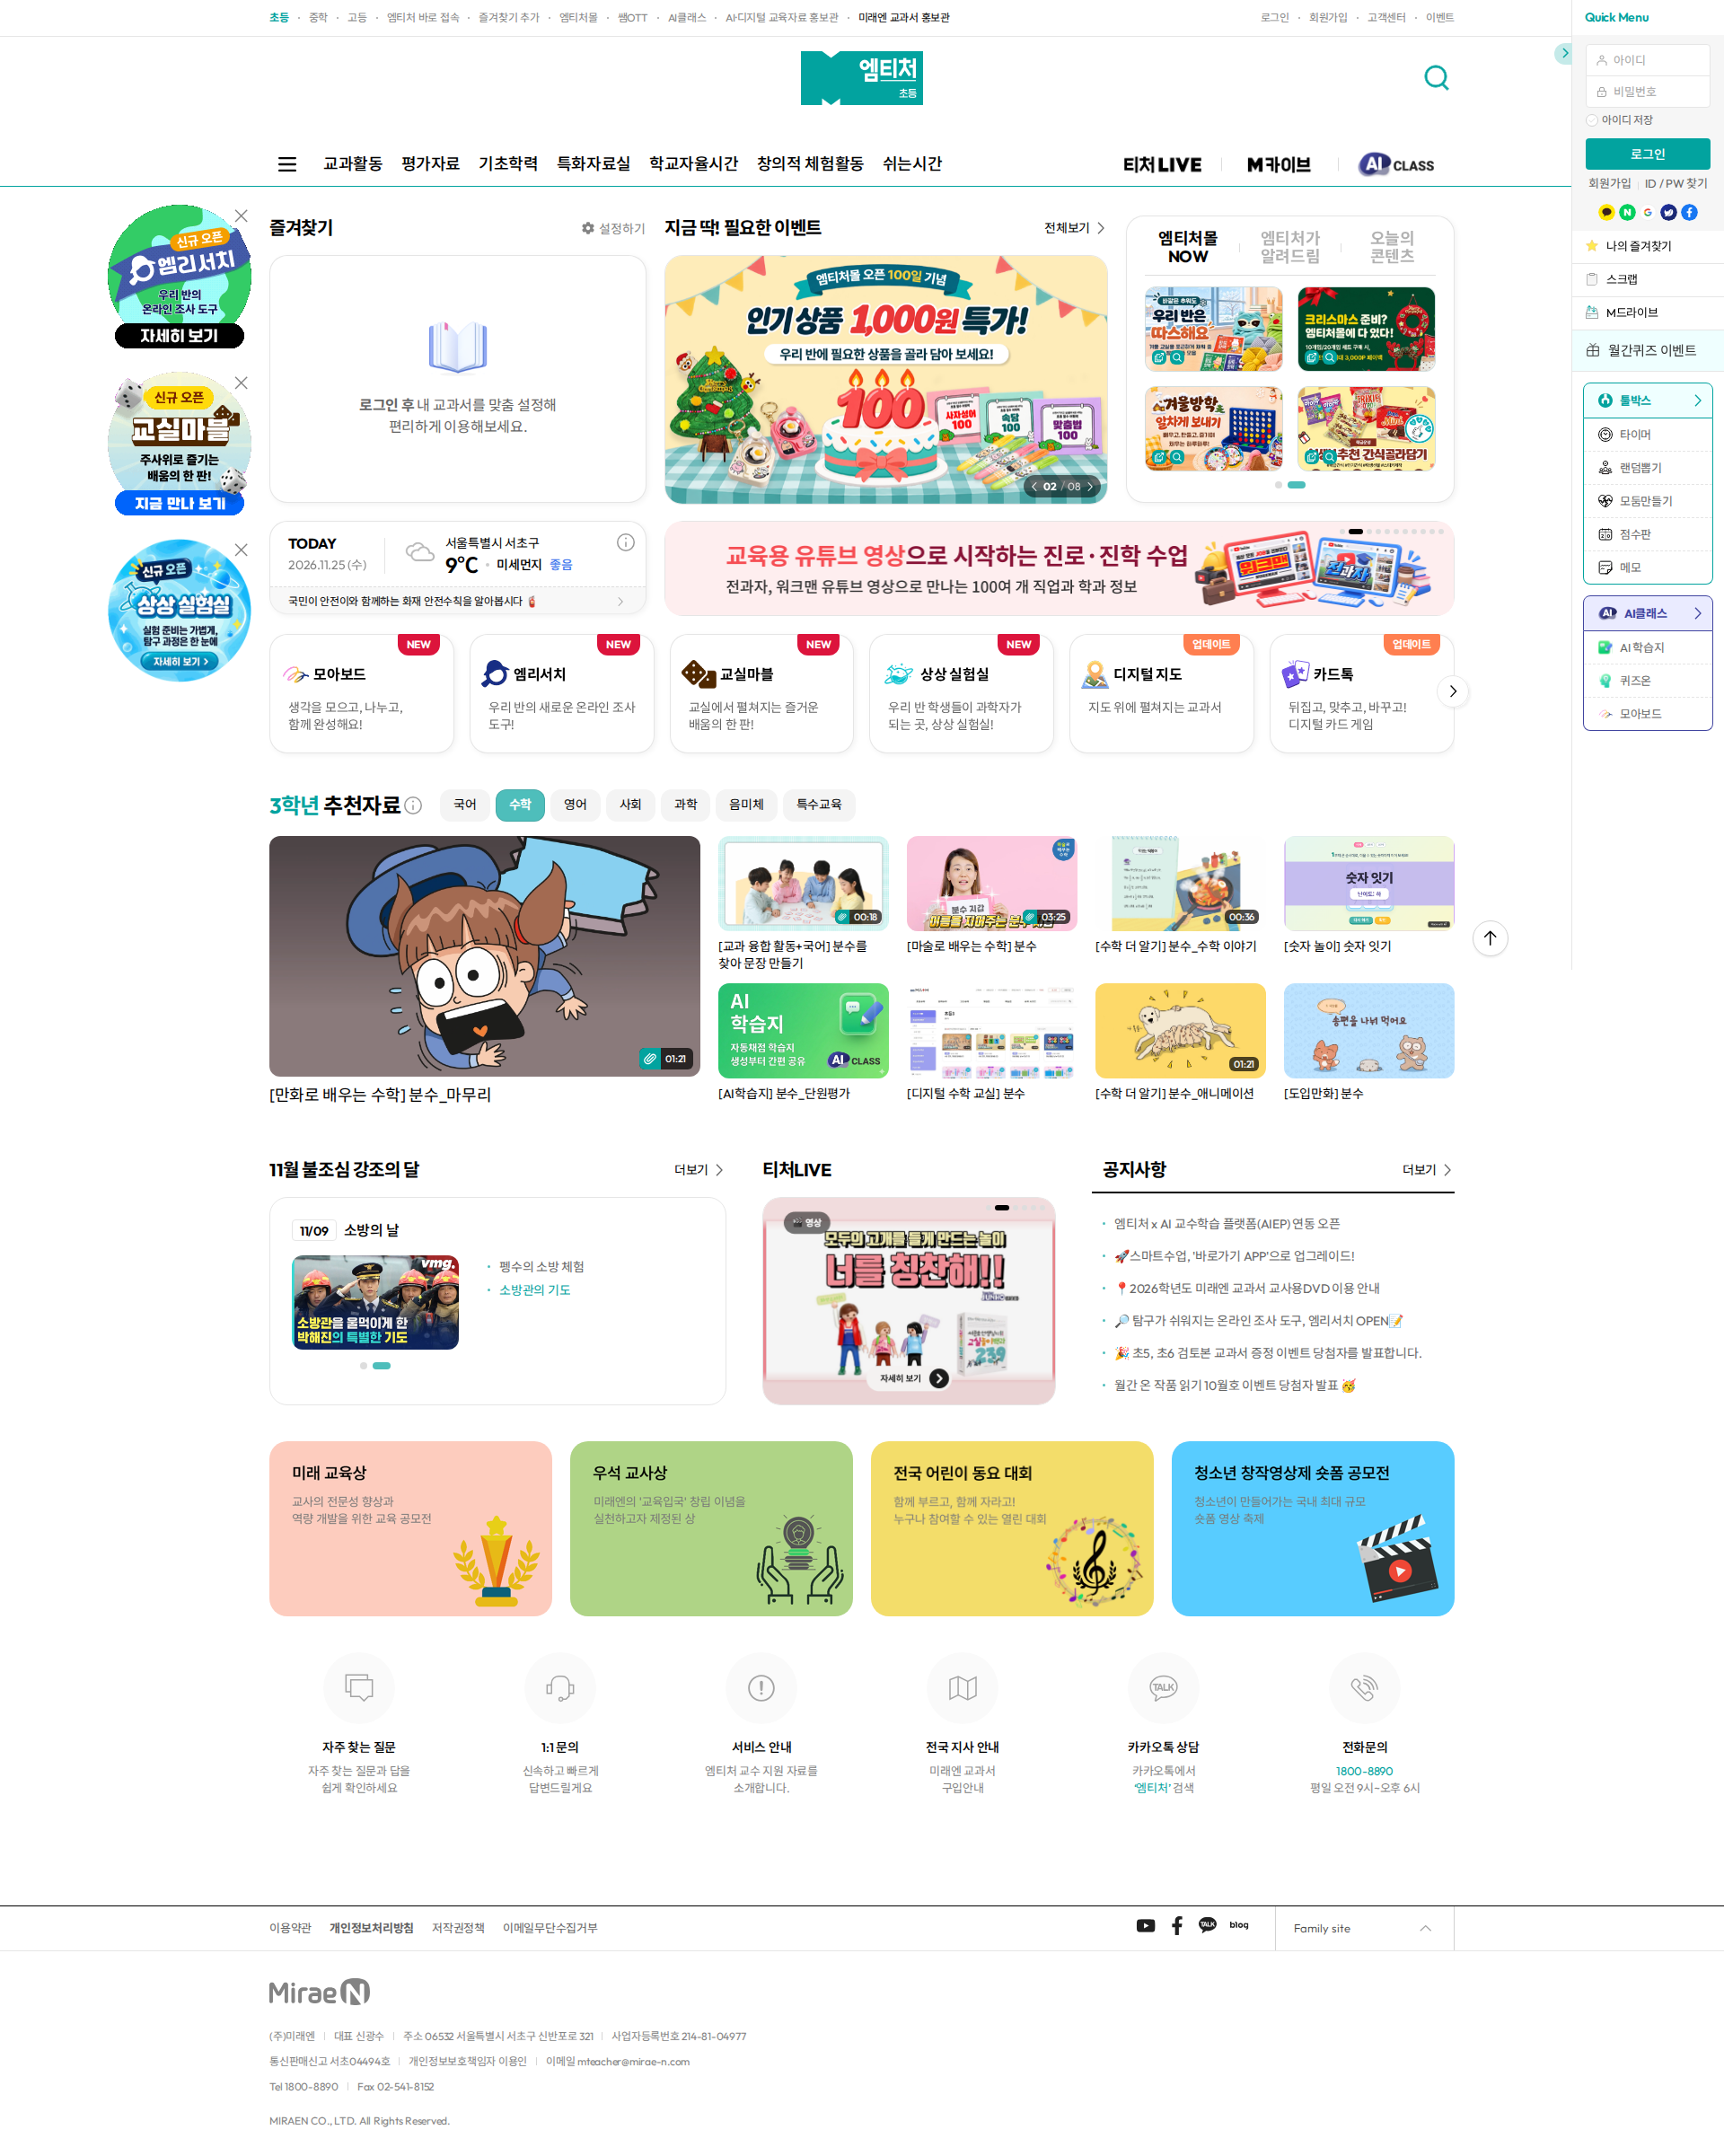 초등 · 중학 · 고등 · 엠티처 바로 접속 · 즐겨찾기 추가 · 엠티처몰 · 쌤OTT · AI클래스 · AI·디지털 교육자료 홍보관 · 미래엔 교과서 홍보관
로그인 · 회원가입 · 고객센터 · 이벤트
엠티처
초등
교과활동 평가자료 기초학력 특화자료실 학교자율시간 창의적 체험활동 쉬는시간
티처LIVE
M카이브
AI CLASS
Quick Menu
아이디
비밀번호
아이디 저장
로그인
회원가입 ID / PW 찾기
나의 즐겨찾기
스크랩
M드라이브
월간퀴즈 이벤트
툴박스
타이머
랜덤뽑기
모둠만들기
점수판
메모
AI클래스
AI 학습지
퀴즈온
모아보드
신규 오픈
엠리서치
우리 반의
온라인 조사 도구
자세히 보기
신규 오픈
교실마블
주사위로 즐기는
배움의 한 판!
지금 만나 보기
신규 오픈
상상 실험실
실험 준비는 가볍게,
탐구 과정은 한 눈에
자세히 보기
즐겨찾기
설정하기
로그인 후 내 교과서를 맞춤 설정해
편리하게 이용해보세요.
지금 딱! 필요한 이벤트
전체보기
엠티처몰 오픈 100일 기념
인기 상품 1,000원 특가!
우리 반에 필요한 상품을 골라 담아 보세요!
100
사자성어
100
속담
100
맞춤법
100
02 / 08
엠티처몰
NOW
엠티처가
알려드림
오늘의
콘텐츠
바깥은 추워도
우리 반은
따스해요
크리스마스 준비?
엠티처몰에 다 있다!
겨울방학
알차게 보내기
추천 간식 골라담기
TODAY
2026.11.25 (수)
서울특별시 서초구
9℃ · 미세먼지 좋음
국민이 안전이와 함께하는 화재 안전수칙을 알아봅시다
교육용 유튜브 영상으로 시작하는 진로·진학 수업
전과자, 워크맨 유튜브 영상으로 만나는 100여 개 직업과 학과 정보
워크맨
전과자
NEW
모아보드
생각을 모으고, 나누고,
함께 완성해요!
NEW
엠리서치
우리 반의 새로운 온라인 조사
도구!
NEW
교실마블
교실에서 펼쳐지는 즐거운
배움의 한 판!
NEW
상상 실험실
우리 반 학생들이 과학자가
되는 곳, 상상 실험실!
업데이트
디지털 지도
지도 위에 펼쳐지는 교과서
업데이트
카드톡
뒤집고, 맞추고, 바꾸고!
디지털 카드 게임
3학년 추천자료
국어 수학 영어 사회 과학 음미체 특수교육
01:21
[만화로 배우는 수학] 분수_마무리
00:18
[교과 융합 활동+국어] 분수를
찾아 문장 만들기
분수 지갑
03:25
[마술로 배우는 수학] 분수
00:36
[수학 더 알기] 분수_수학 이야기
숫자 잇기
[숫자 놀이] 숫자 잇기
AI
학습지
자동채점 학습지
생성부터 간편 공유
AI CLASS
[AI학습지] 분수_단원평가
[디지털 수학 교실] 분수
01:21
[수학 더 알기] 분수_애니메이션
송편을 나눠 먹어요
[도입만화] 분수
11월 불조심 강조의 달
더보기
11/09 소방의 날
vmg.
소방관을 울먹이게 한
박해진의 특별한 기도
· 펭수의 소방 체험
· 소방관의 기도
티처LIVE
영상
모두의 고개를 들게 만드는 놀이
너를 칭찬해!!
239
자세히 보기
공지사항
더보기
· 엠티처 x AI 교수학습 플랫폼(AIEP) 연동 오픈
· 🚀스마트수업, '바로가기 APP'으로 업그레이드!
· 📍2026학년도 미래엔 교과서 교사용DVD 이용 안내
· 🔎 탐구가 쉬워지는 온라인 조사 도구, 엠리서치 OPEN📝
· 🎉 초5, 초6 검토본 교과서 증정 이벤트 당첨자를 발표합니다.
· 월간 온 작품 읽기 10월호 이벤트 당첨자 발표 🥳
미래 교육상
교사의 전문성 향상과
역량 개발을 위한 교육 공모전
우석 교사상
미래엔의 '교육입국' 창립 이념을
실천하고자 제정된 상
전국 어린이 동요 대회
함께 부르고, 함께 자라고!
누구나 참여할 수 있는 열린 대회
청소년 창작영상제 숏폼 공모전
청소년이 만들어가는 국내 최대 규모
숏폼 영상 축제
자주 찾는 질문
자주 찾는 질문과 답을
쉽게 확인하세요
1:1 문의
신속하고 빠르게
답변드릴게요
서비스 안내
엠티처 교수 지원 자료를
소개합니다.
전국 지사 안내
미래엔 교과서
구입안내
TALK
카카오톡 상담
카카오톡에서
'엠티처' 검색
전화문의
1800-8890
평일 오전 9시~오후 6시
이용약관 개인정보처리방침 저작권정책 이메일무단수집거부
TALK
blog
Family site
Mirae N
(주)미래엔 | 대표 신광수 | 주소 06532 서울특별시 서초구 신반포로 321 | 사업자등록번호 214-81-04977
통신판매신고 서초04494호 | 개인정보보호책임자 이용인 | 이메일 mteacher@mirae-n.com
Tel 1800-8890 | Fax 02-541-8152
MIRAEN CO., LTD. All Rights Reserved.